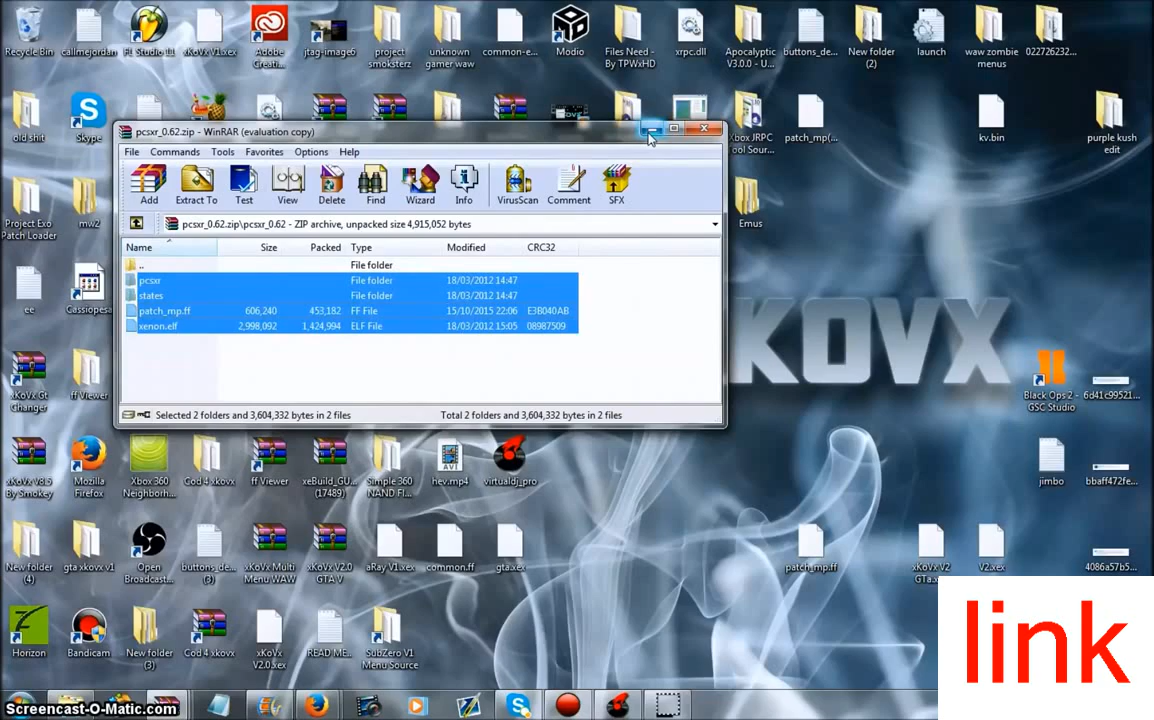 Recycle Bin
callmejordan
FL Studio 11
xKoVx V1.xex
Adobe Creati...
jtag-image6
project smoksterz
unknown gamer waw
common-e...
Modio
Files Need - By TPWxHD
xrpc.dll
Apocalyptic V3.0.0 - U...
buttons_de...
New folder (2)
launch
waw zombie menus
022726232...
pcsxr_0.62.zip - WinRAR (evaluation copy)
File Commands Tools Favorites Options Help
Add Extract To Test View Delete Find Wizard Info VirusScan Comment SFX
pcsxr_0.62.zip\pcsxr_0.62 - ZIP archive, unpacked size 4,915,052 bytes
Name Size Packed Type Modified CRC32
.. File folder
pcsxr File folder 18/03/2012 14:47
states File folder 18/03/2012 14:47
patch_mp.ff 606,240 453,182 FF File 15/10/2015 22:06 E3B040AB
xenon.elf 2,998,092 1,424,994 ELF File 18/03/2012 15:05 08987509
Selected 2 folders and 3,604,332 bytes in 2 files
Total 2 folders and 3,604,332 bytes in 2 files
old shit
Skype
Xbox JRPC Tool Sour...
patch_mp(...
kv.bin
purple kush edit
Project Exo Patch Loader
mw2
Emus
ee
Cassiopesa
KOVX
xKoVx Gt Changer
ff Viewer
Black Ops 2 - GSC Studio
6d41c99521...
xKoVx V8.5 By Smokey
Mozilla Firefox
Xbox 360 Neighborh...
Cod 4 xkovx
ff Viewer
xeBuild_GU... (17489)
Simple 360 NAND Fl...
hev.mp4
virtualdj_pro
jimbo
bbaff472fe...
New folder (4)
gta xkovx v1
Open Broadcast...
buttons_de... (3)
xKoVx Multi Menu WAW
xKoVx V2.0 GTA V
aRay V1.xex
common.ff
gta.xex
patch_mp.ff
xKoVx V2 GTa.x
V2.xex
4086a57b5...
Horizon
Bandicam
New folder (3)
Cod 4 xkovx
xKoVx V2.0.xex
READ ME...
SubZero V1 Menu Source
link
Screencast-O-Matic.com